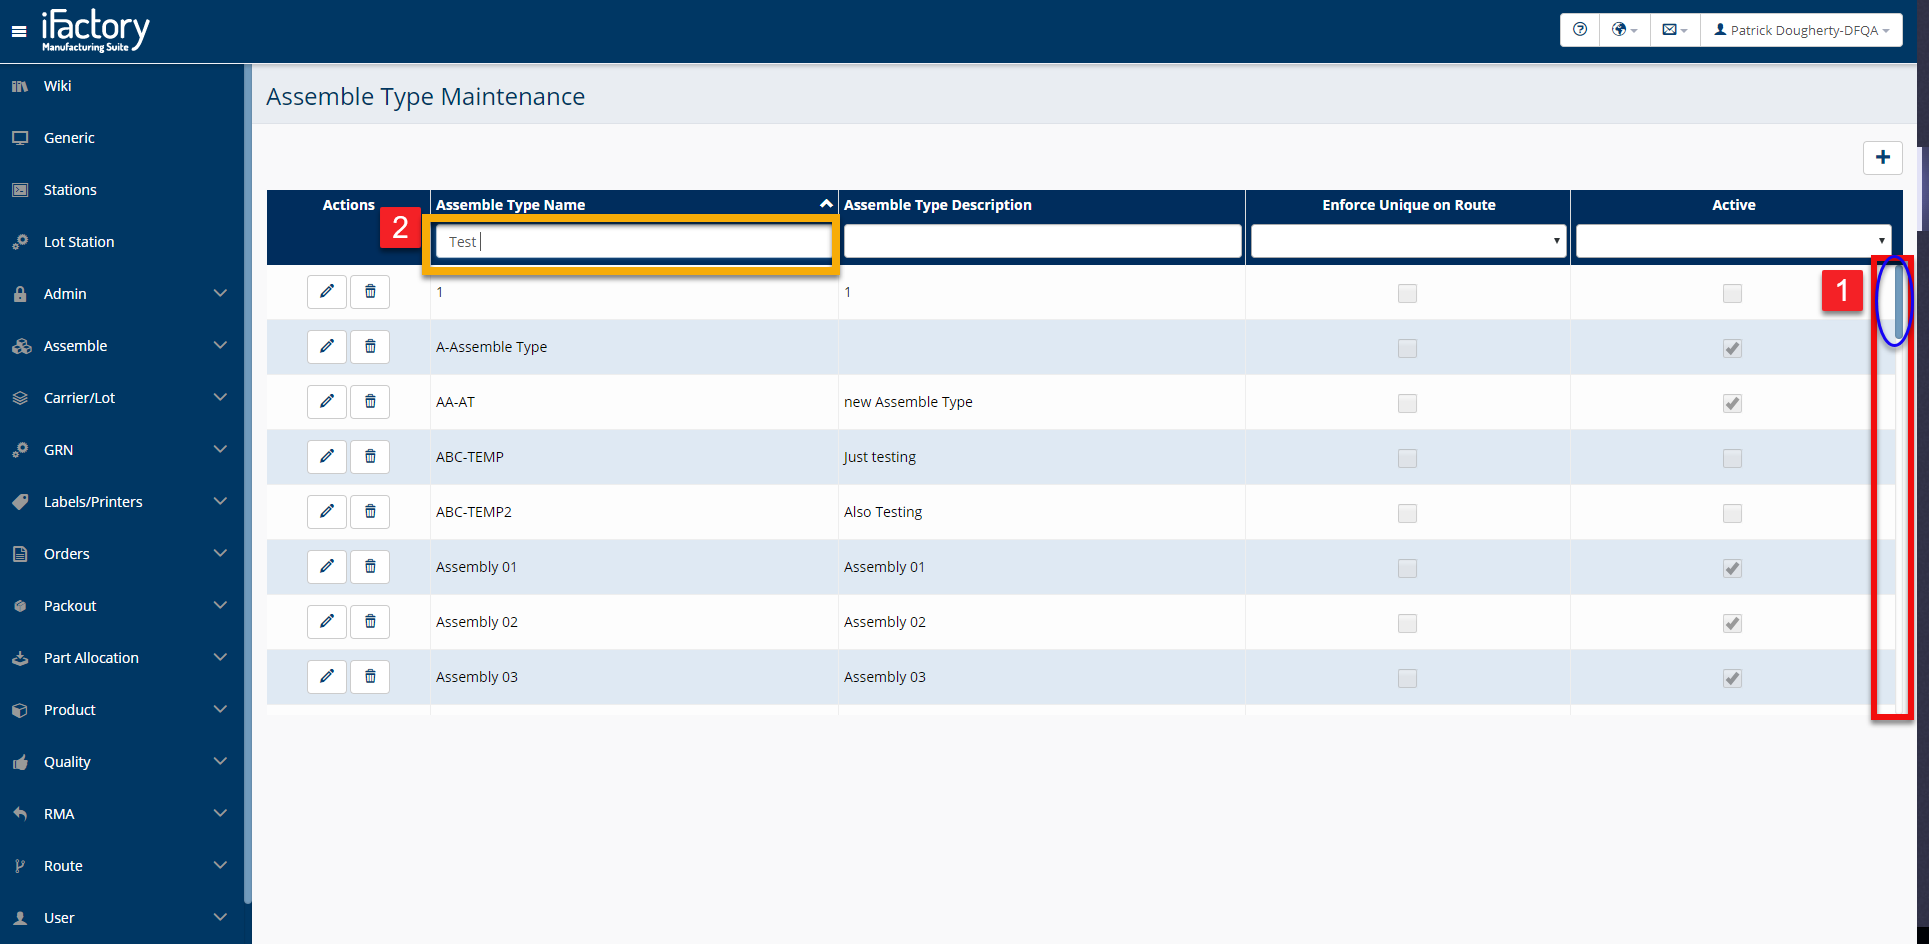 iFactory
Manufacturing Suite
Patrick Dougherty-DFQA
Wiki
Generic
Stations
Lot Station
Admin
Assemble
Carrier/Lot
GRN
Labels/Printers
Orders
Packout
Part Allocation
Product
Quality
RMA
Route
User
Assemble Type Maintenance
+
Actions Assemble Type Name Assemble Type Description Enforce Unique on Route Active
2
Test
1
1 1
A-Assemble Type
AA-AT new Assemble Type
ABC-TEMP Just testing
ABC-TEMP2 Also Testing
Assembly 01 Assembly 01
Assembly 02 Assembly 02
Assembly 03 Assembly 03